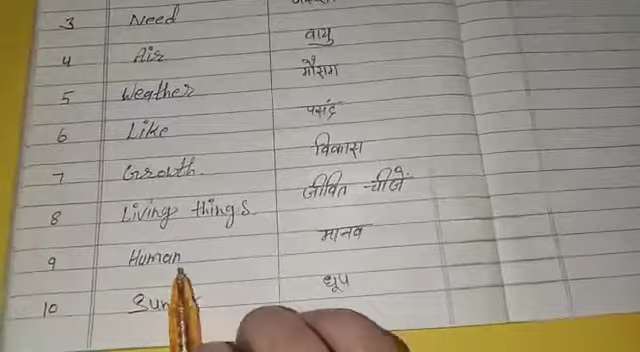 3 Need
4 Air वायु
5 Weather मौसम
6 Like पसंद
7 Growth विकास
8 Living things जीवित चीजें
9 Human मानव
10 धूप